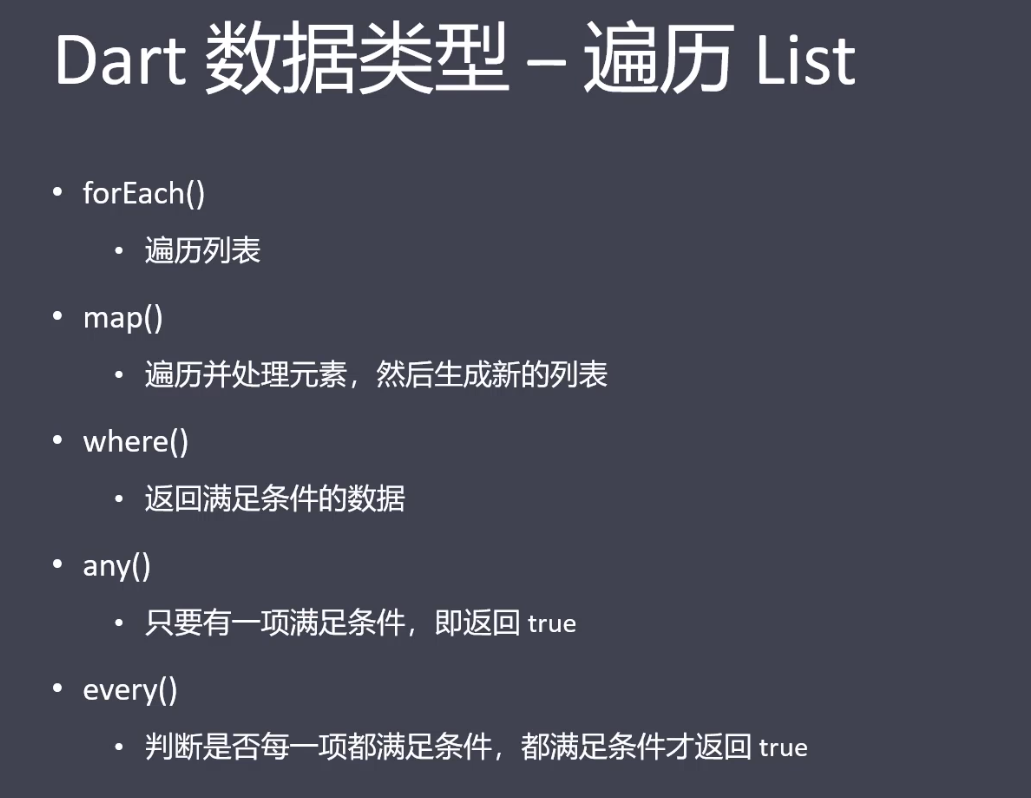 Dart 数据类型 – 遍历 List
• forEach()
• 遍历列表
• map()
• 遍历并处理元素，然后生成新的列表
• where()
• 返回满足条件的数据
• any()
• 只要有一项满足条件，即返回 true
• every()
• 判断是否每一项都满足条件，都满足条件才返回 true